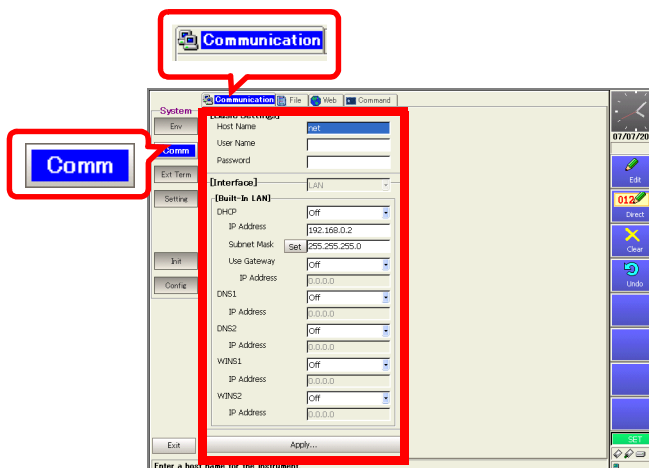 Communication
Communication File Web Command
System
[Basic Settings]
Env
Host Name net
07/07/20
User Name
Comm
Comm
Password
Ext Term
Edit
[Interface] LAN
Setting
[Built-In LAN]
012
DHCP Off
Direct
IP Address 192.168.0.2
Subnet Mask Set 255.255.255.0
Clear
Init
Use Gateway Off
IP Address 0.0.0.0
Config
Undo
DNS1 Off
IP Address 0.0.0.0
DNS2 Off
IP Address 0.0.0.0
WINS1 Off
IP Address 0.0.0.0
WINS2 Off
IP Address 0.0.0.0
Exit
Apply...
SET
Enter a host name for the instrument